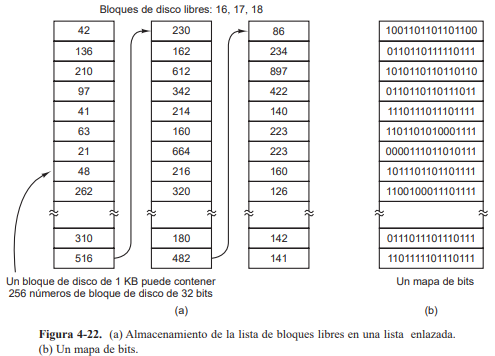 Bloques de disco libres: 16, 17, 18
42 230 86 1001101101101100
136 162 234 0110110111110111
210 612 897 1010110110110110
97 342 422 0110110110111011
41 214 140 1110111011101111
63 160 223 1101101010001111
21 664 223 0000111011010111
48 216 160 1011101101101111
262 320 126 1100100011101111
310 180 142 0111011101110111
516 482 141 1101111101110111
Un bloque de disco de 1 KB puede contener
256 números de bloque de disco de 32 bits
Un mapa de bits
(a) (b)
Figura 4-22. (a) Almacenamiento de la lista de bloques libres en una lista enlazada.
(b) Un mapa de bits.